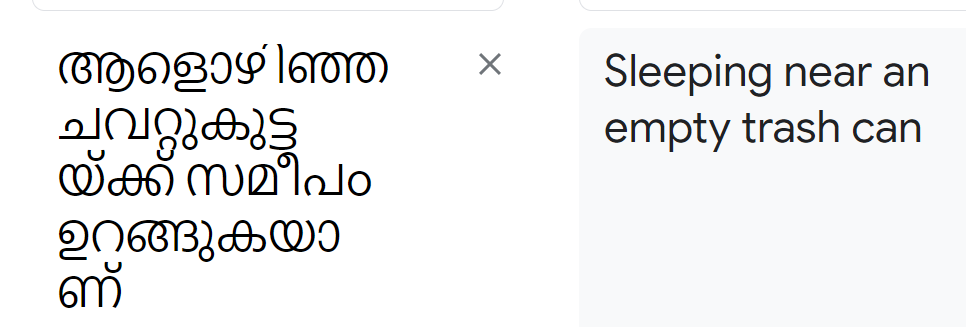 ആളൊഴിഞ്ഞ
ചവറ്റുകുട്ട
യ്ക്ക് സമീപം
ഉറങ്ങുകയാ
ണ്
Sleeping near an
empty trash can